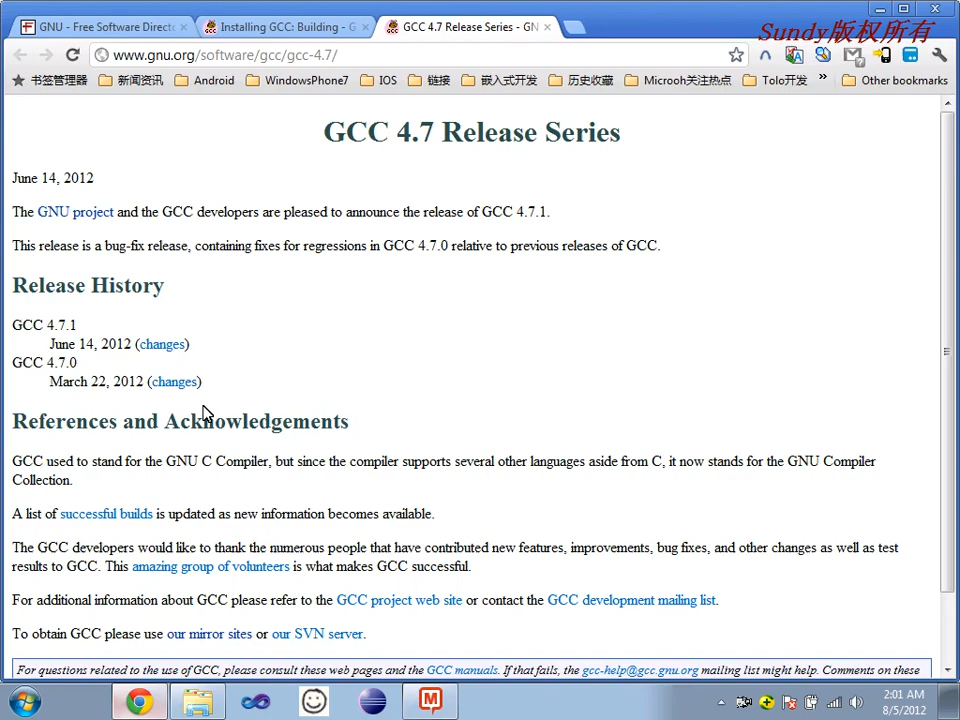 GNU - Free Software Directo
Installing GCC: Building - G
GCC 4.7 Release Series - GN
Sundy版权所有
www.gnu.org/software/gcc/gcc-4.7/
书签管理器 新闻资讯 Android WindowsPhone7 IOS 链接 嵌入式开发 历史收藏 Microoh关注热点 Tolo开发 » Other bookmarks
GCC 4.7 Release Series
June 14, 2012
The GNU project and the GCC developers are pleased to announce the release of GCC 4.7.1.
This release is a bug-fix release, containing fixes for regressions in GCC 4.7.0 relative to previous releases of GCC.
Release History
GCC 4.7.1
June 14, 2012 (changes)
GCC 4.7.0
March 22, 2012 (changes)
References and Acknowledgements
GCC used to stand for the GNU C Compiler, but since the compiler supports several other languages aside from C, it now stands for the GNU Compiler
Collection.
A list of successful builds is updated as new information becomes available.
The GCC developers would like to thank the numerous people that have contributed new features, improvements, bug fixes, and other changes as well as test
results to GCC. This amazing group of volunteers is what makes GCC successful.
For additional information about GCC please refer to the GCC project web site or contact the GCC development mailing list.
To obtain GCC please use our mirror sites or our SVN server.
For questions related to the use of GCC, please consult these web pages and the GCC manuals. If that fails, the gcc-help@gcc.gnu.org mailing list might help. Comments on these
2:01 AM
8/5/2012